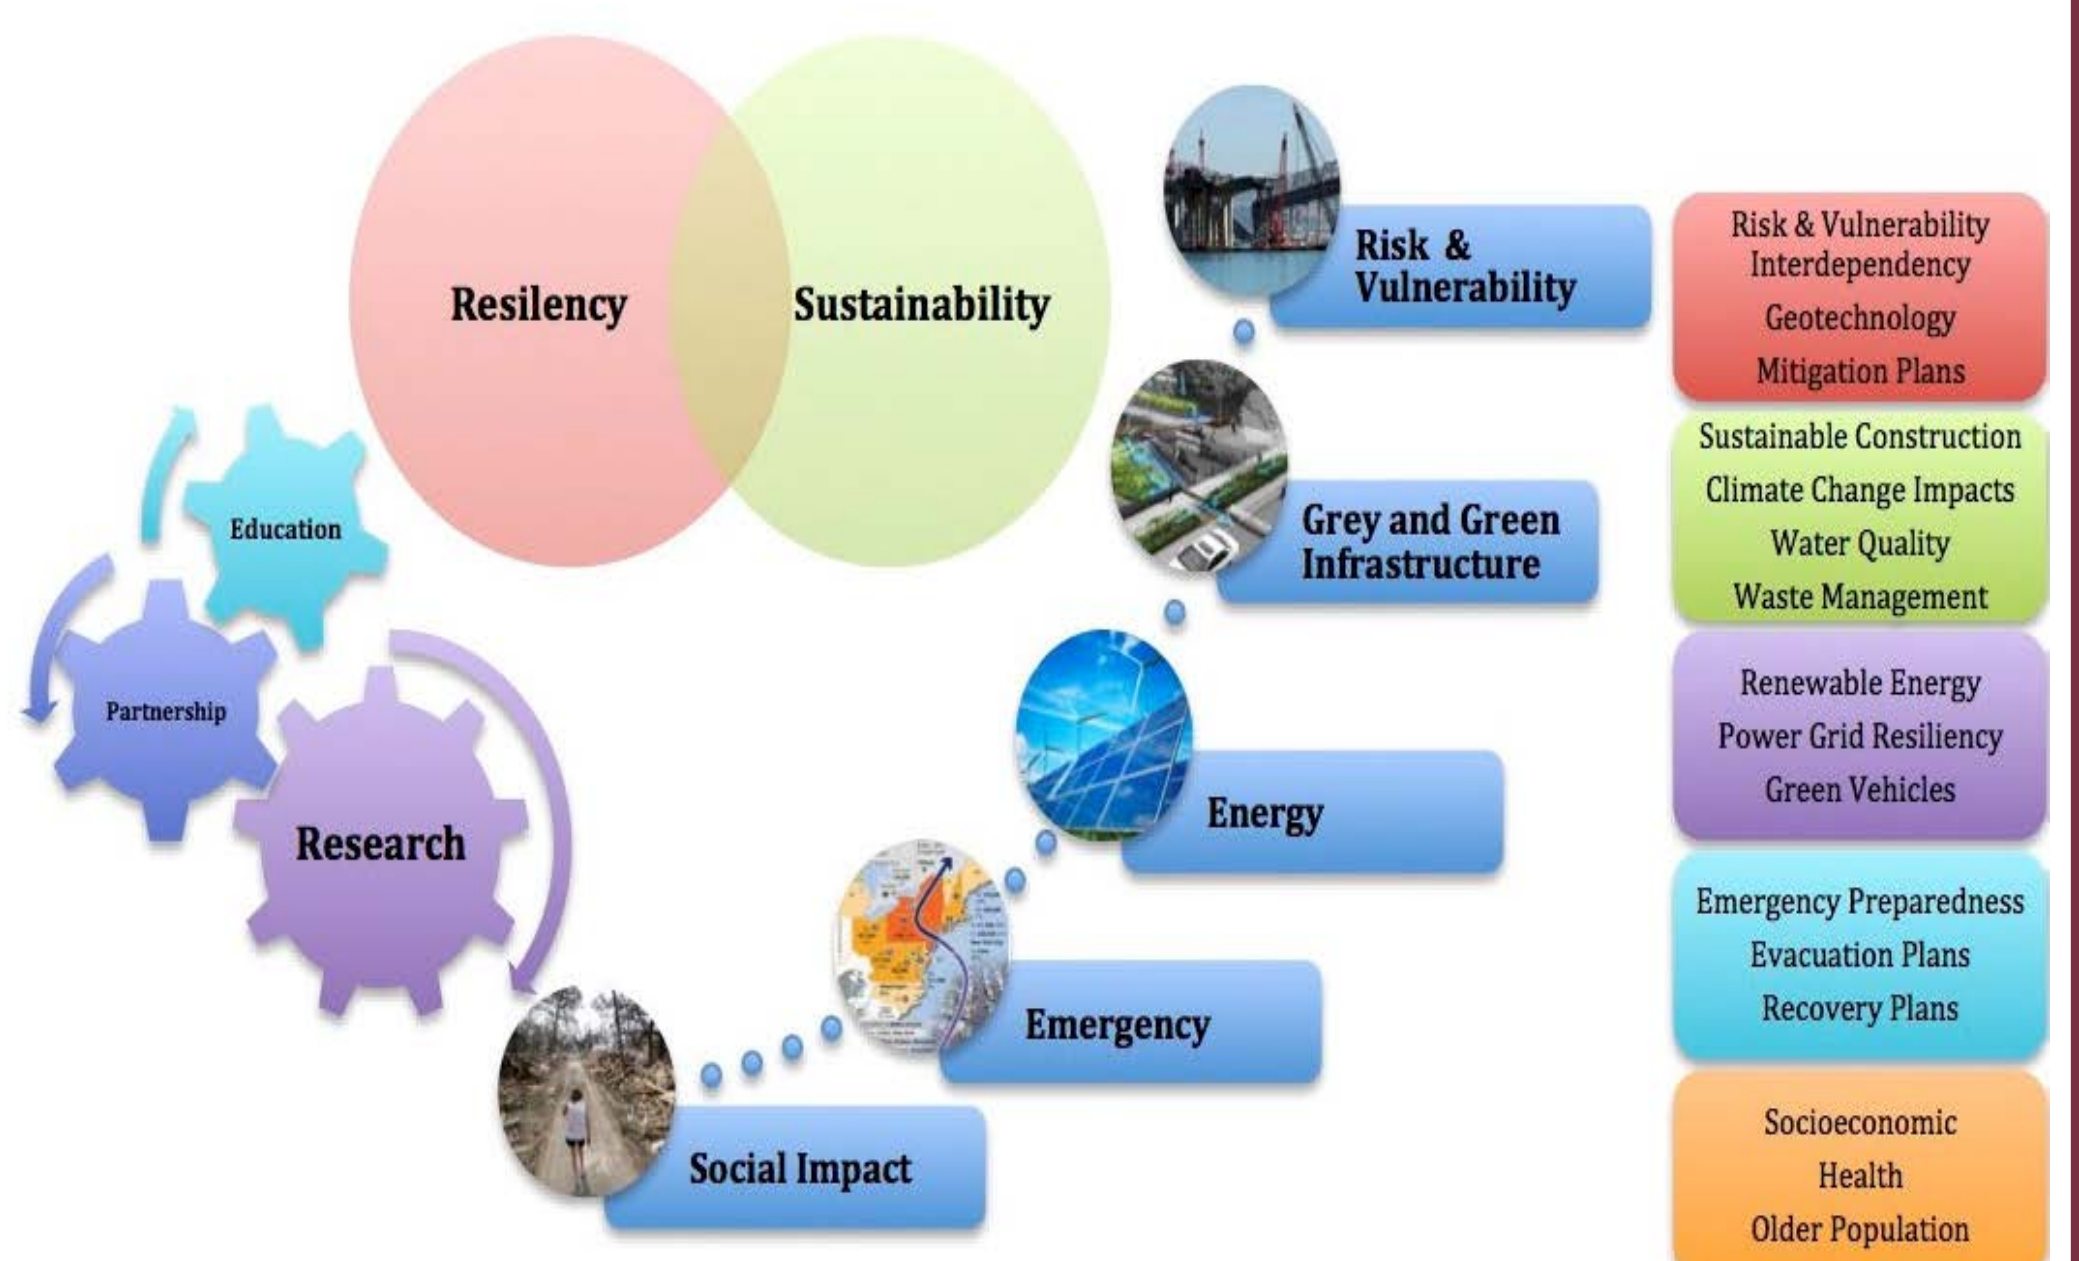 Resilency
Sustainability
Education
Partnership
Research
Risk &
Vulnerability
Grey and Green
Infrastructure
Energy
Emergency
Social Impact
Risk & Vulnerability
Interdependency
Geotechnology
Mitigation Plans
Sustainable Construction
Climate Change Impacts
Water Quality
Waste Management
Renewable Energy
Power Grid Resiliency
Green Vehicles
Emergency Preparedness
Evacuation Plans
Recovery Plans
Socioeconomic
Health
Older Population